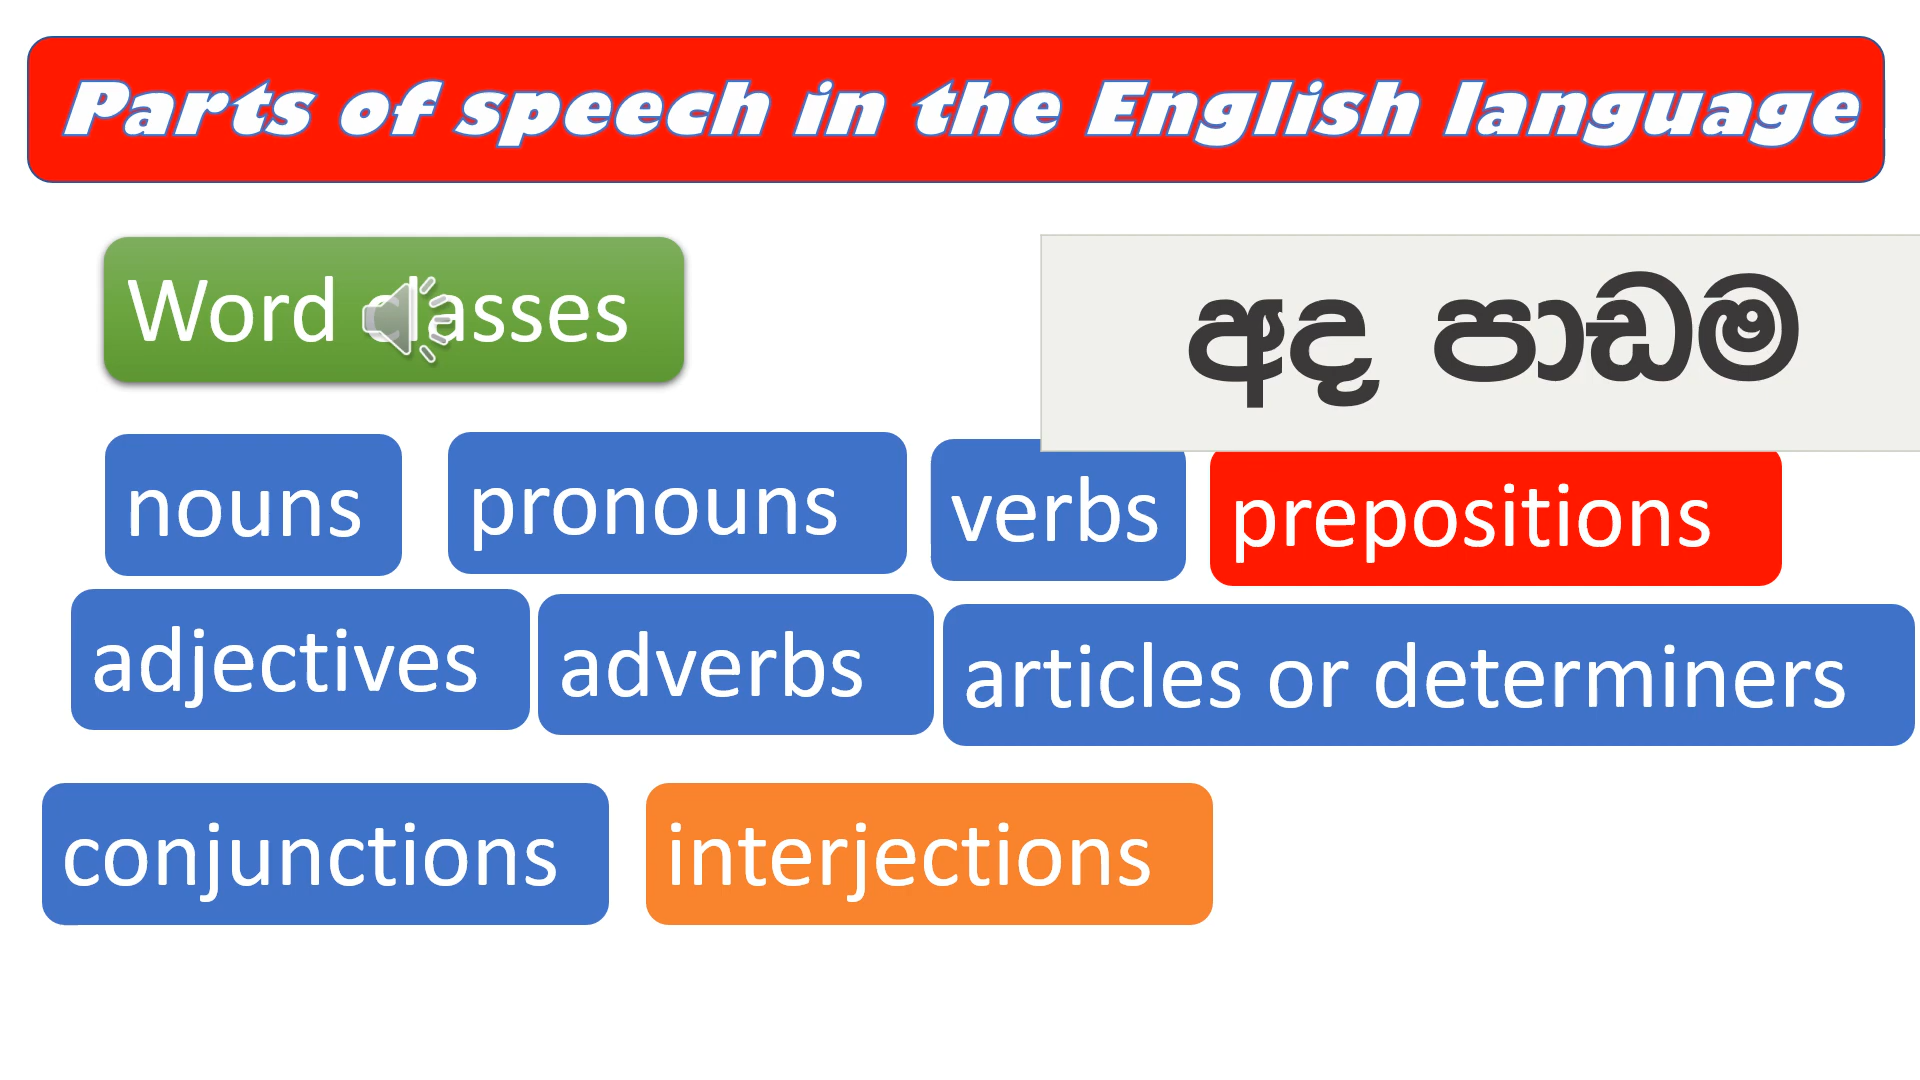 Parts of speech in the English language
Word classes
අද පාඩම
nouns pronouns verbs prepositions
adjectives adverbs articles or determiners
conjunctions interjections